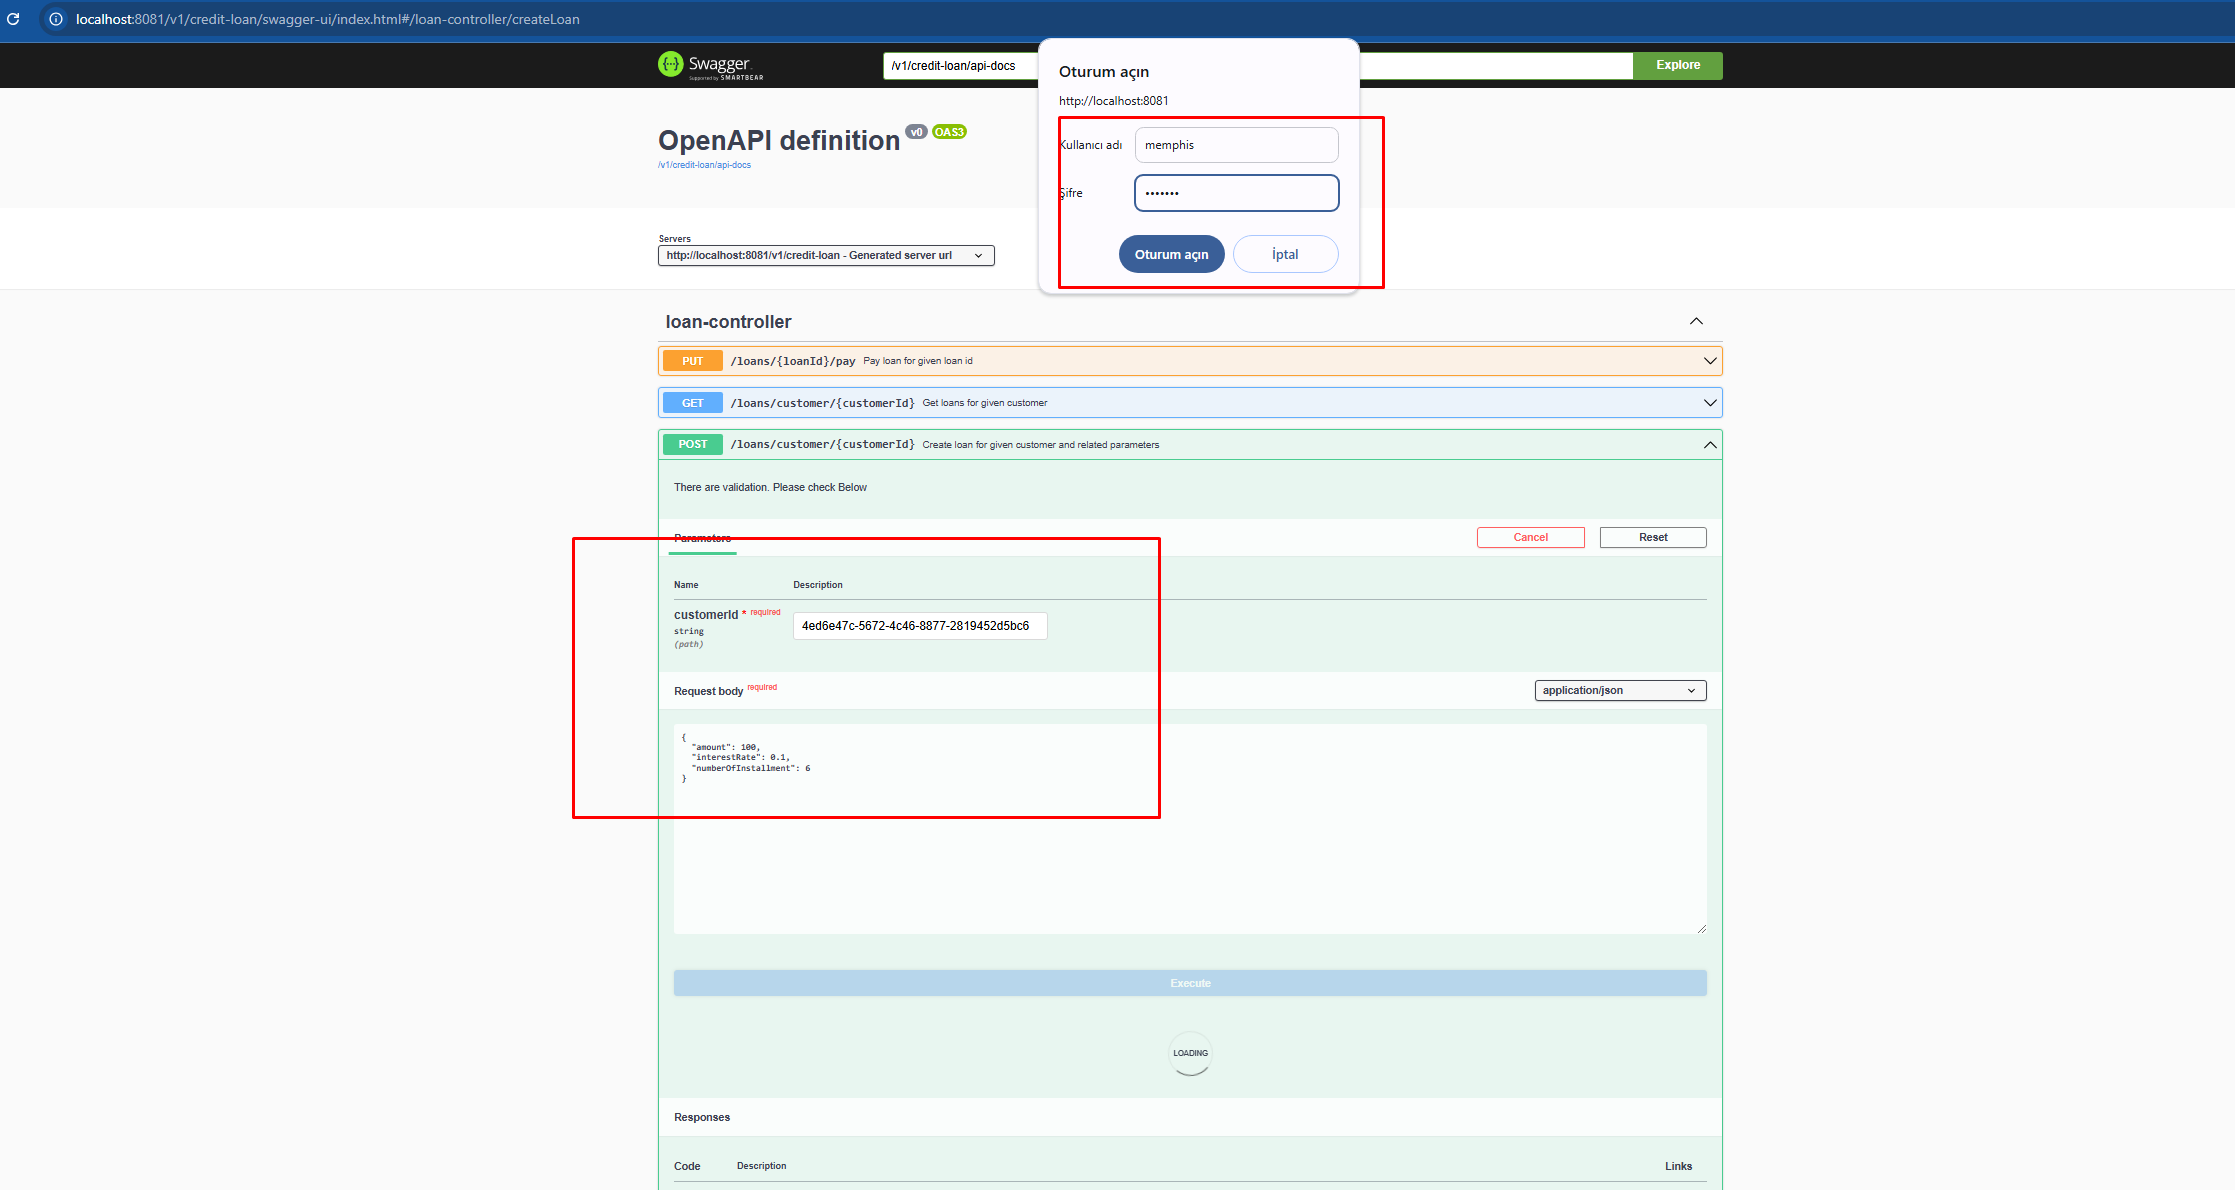 localhost:8081/v1/credit-loan/swagger-ui/index.html#/loan-controller/createLoan
Swagger
Supported by SMARTBEAR
/v1/credit-loan/api-docs
Explore
Oturum açın
http://localhost:8081
Kullanıcı adı
memphis
Şifre
•••••••
Oturum açın
İptal
OpenAPI definition v0 OAS3
/v1/credit-loan/api-docs
Servers
http://localhost:8081/v1/credit-loan - Generated server url
loan-controller
PUT /loans/{loanId}/pay Pay loan for given loan id
GET /loans/customer/{customerId} Get loans for given customer
POST /loans/customer/{customerId} Create loan for given customer and related parameters
There are validation. Please check Below
Parameters
Cancel
Reset
Name Description
customerId * required
string
(path)
4ed6e47c-5672-4c46-8877-2819452d5bc6
Request body required
application/json
{
"amount": 100,
"interestRate": 0.1,
"numberOfInstallment": 6
}
Execute
LOADING
Responses
Code Description Links